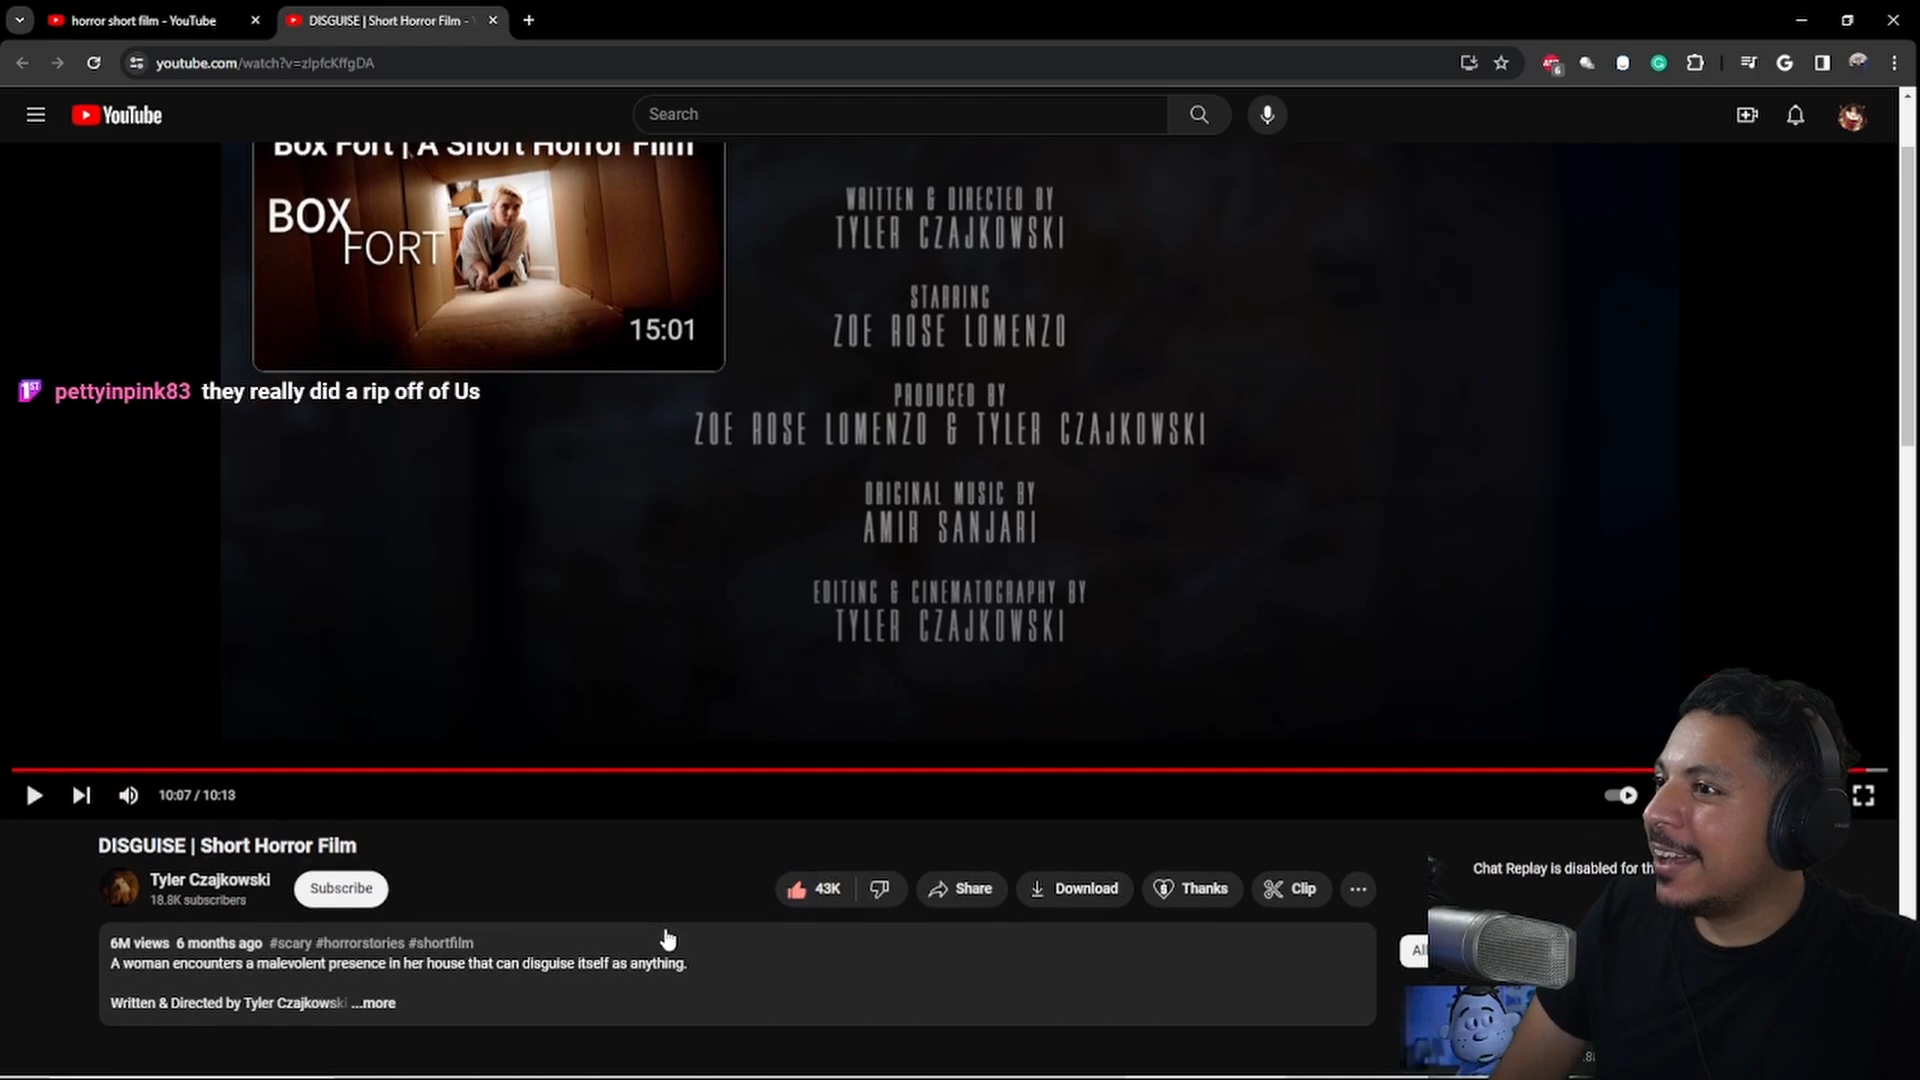 horror short film - YouTube
DISGUISE | Short Horror Film -
youtube.com/watch?v=zlpfcKffgDA
6
YouTube
Search
Box Fort | A Short Horror Film
BOX
FORT
15:01
WRITTEN & DIRECTED BY
TYLER CZAJKOWSKI
STARRING
ZOE ROSE LOMENZO
1ST pettyinpink83 they really did a rip off of Us
PRODUCED BY
ZOE ROSE LOMENZO & TYLER CZAJKOWSKI
ORIGINAL MUSIC BY
AMIR SANJARI
EDITING & CINEMATOGRAPHY BY
TYLER CZAJKOWSKI
10:07 / 10:13
DISGUISE | Short Horror Film
Tyler Czajkowski
18.8K subscribers
Subscribe
43K
Share
Download
Thanks
Clip
Chat Replay is disabled for th
6M views 6 months ago #scary #horrorstories #shortfilm
A woman encounters a malevolent presence in her house that can disguise itself as anything.
Written & Directed by Tyler Czajkowski ...more
All